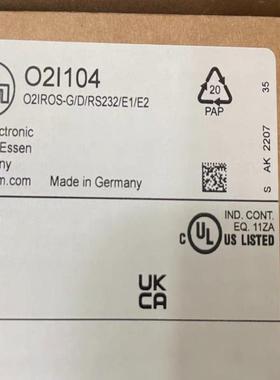 O2I104
O2IROS-G/D/RS232/E1/E2
ectronic
Essen
ny
m.com
Made in Germany
20
PAP
S AK 2207 35
IND. CONT.
EQ. 11ZA
C UL US LISTED
UK
CA